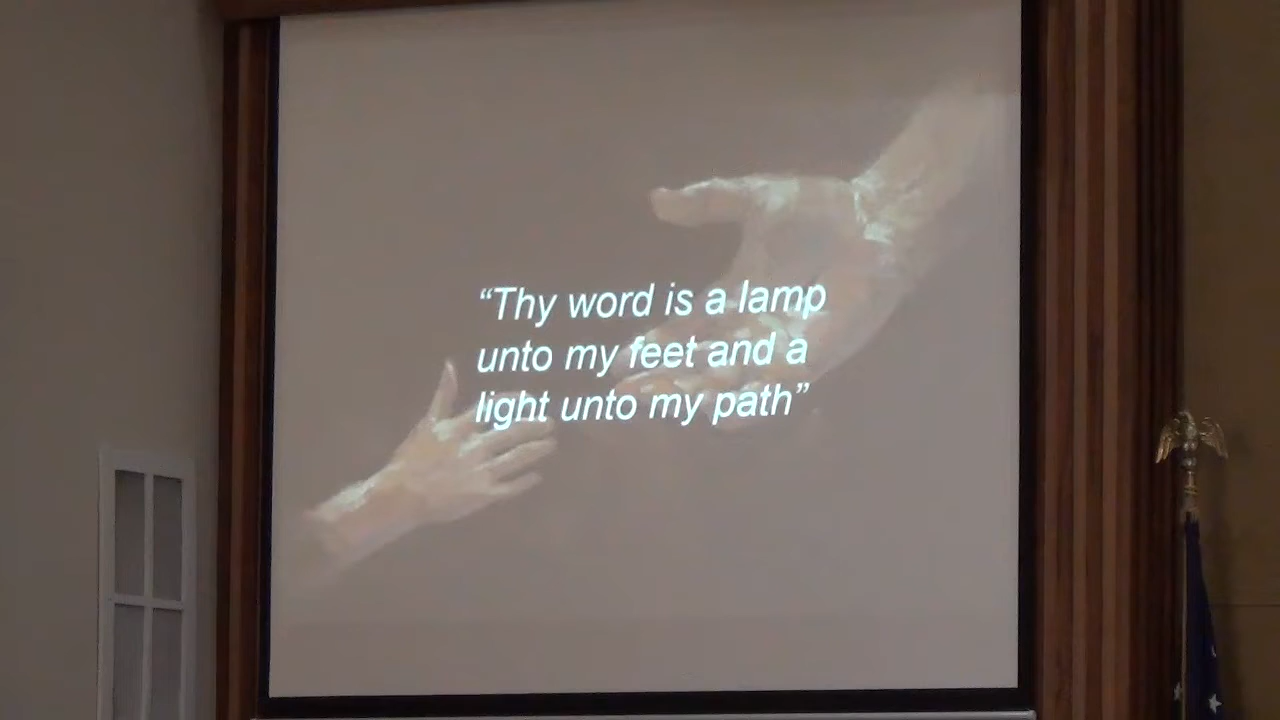 “Thy word is a lamp
unto my feet and a
light unto my path”